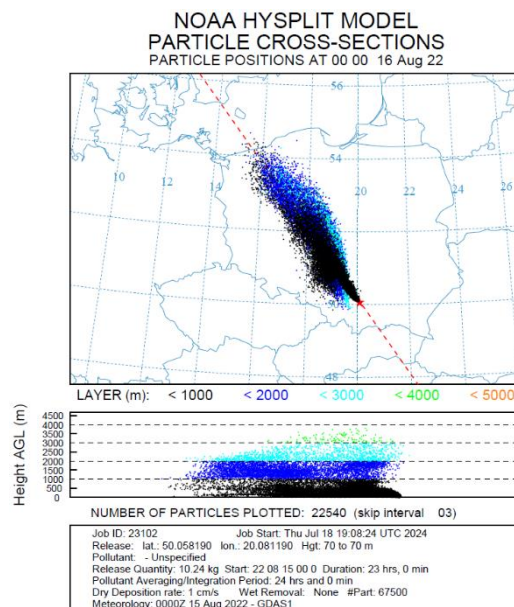 NOAA HYSPLIT MODEL
PARTICLE CROSS-SECTIONS
PARTICLE POSITIONS AT 00 00 16 Aug 22
56
54
10
12
14
16
18
20
22
24
26
48
LAYER (m): < 1000 < 2000 < 3000 < 4000 < 5000
Height AGL (m)
4500
4000
3500
3000
2500
2000
1500
1000
500
0
NUMBER OF PARTICLES PLOTTED: 22540 (skip interval 03)
Job ID: 23102 Job Start: Thu Jul 18 19:08:24 UTC 2024
Release: lat.: 50.058190 lon.: 20.081190 Hgt: 70 to 70 m
Pollutant: - Unspecified
Release Quantity: 10.24 kg Start: 22 08 15 00 0 Duration: 23 hrs, 0 min
Pollutant Averaging/Integration Period: 24 hrs and 0 min
Dry Deposition rate: 1 cm/s Wet Removal: None #Part: 67500
Meteorology: 0000Z 15 Aug 2022 - GDAS1